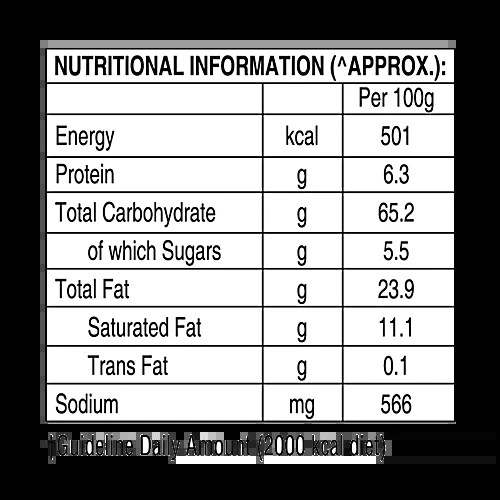 NUTRITIONAL INFORMATION (^APPROX.):
Per 100g
Energy kcal 501
Protein g 6.3
Total Carbohydrate g 65.2
of which Sugars g 5.5
Total Fat g 23.9
Saturated Fat g 11.1
Trans Fat g 0.1
Sodium mg 566
Guideline Daily Amount (2000 kcal diet)